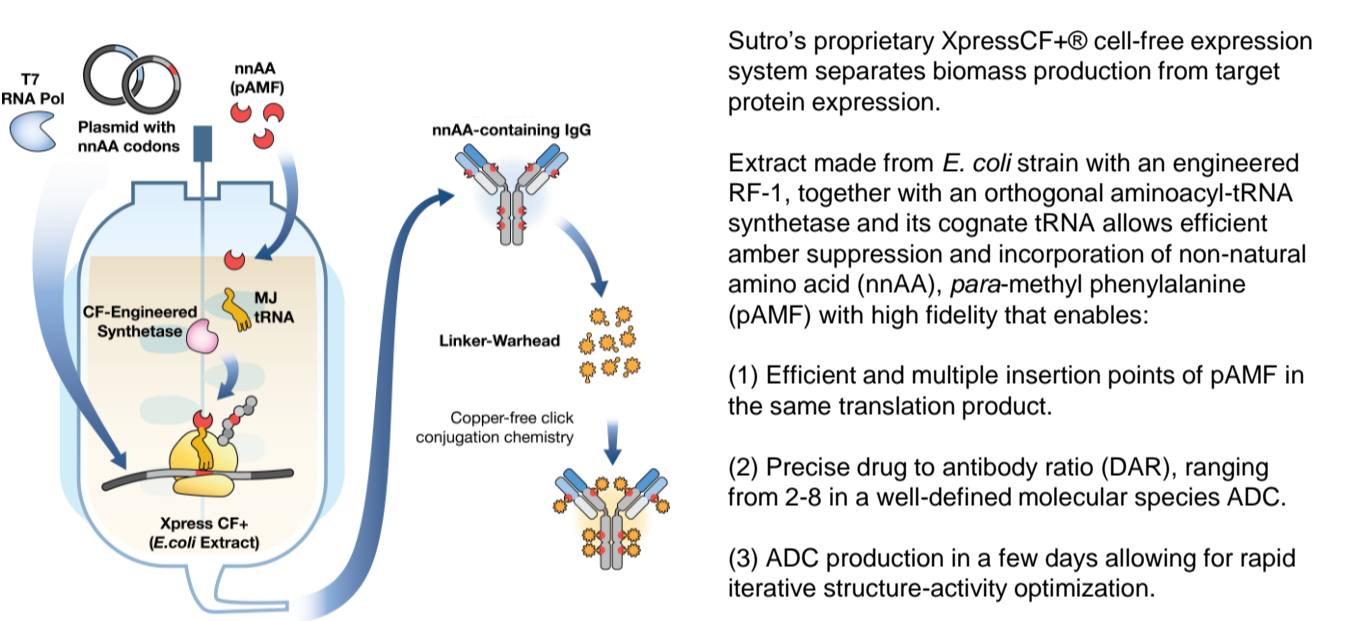 T7
RNA Pol
Plasmid with
nnAA codons
nnAA
(pAMF)
CF-Engineered
Synthetase
MJ
tRNA
Xpress CF+
(E.coli Extract)
nnAA-containing IgG
Linker-Warhead
Copper-free click
conjugation chemistry
Sutro’s proprietary XpressCF+® cell-free expression
system separates biomass production from target
protein expression.
Extract made from E. coli strain with an engineered
RF-1, together with an orthogonal aminoacyl-tRNA
synthetase and its cognate tRNA allows efficient
amber suppression and incorporation of non-natural
amino acid (nnAA), para-methyl phenylalanine
(pAMF) with high fidelity that enables:
(1) Efficient and multiple insertion points of pAMF in
the same translation product.
(2) Precise drug to antibody ratio (DAR), ranging
from 2-8 in a well-defined molecular species ADC.
(3) ADC production in a few days allowing for rapid
iterative structure-activity optimization.